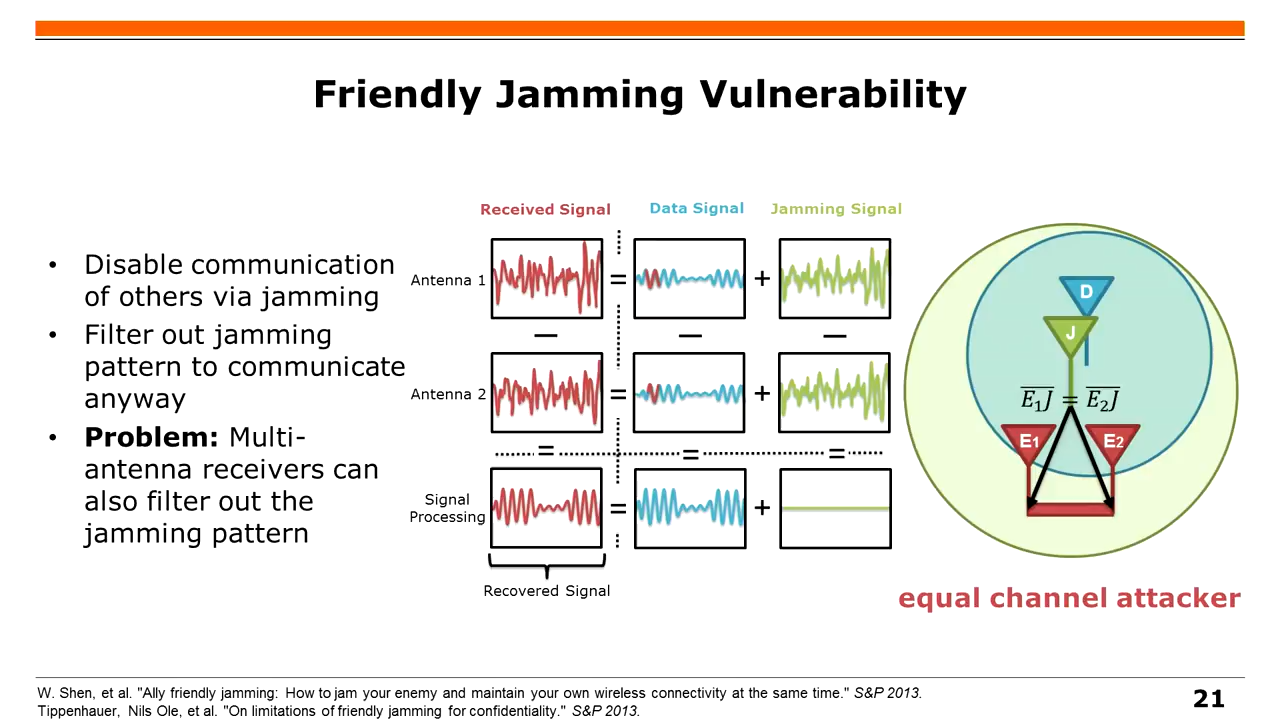 Friendly Jamming Vulnerability
• Disable communication
of others via jamming
• Filter out jamming
pattern to communicate
anyway
• Problem: Multi-
antenna receivers can
also filter out the
jamming pattern
Received Signal Data Signal Jamming Signal
Antenna 1 = +
— — —
Antenna 2 = +
= = =
Signal
Processing = +
Recovered Signal
D
J
E₁J = E₂J
E1 E2
equal channel attacker
W. Shen, et al. "Ally friendly jamming: How to jam your enemy and maintain your own wireless connectivity at the same time." S&P 2013.
Tippenhauer, Nils Ole, et al. "On limitations of friendly jamming for confidentiality." S&P 2013.
21